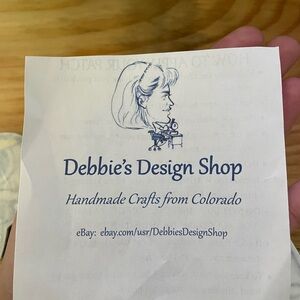 Debbie's Design Shop
Handmade Crafts from Colorado
eBay: ebay.com/usr/DebbiesDesignShop